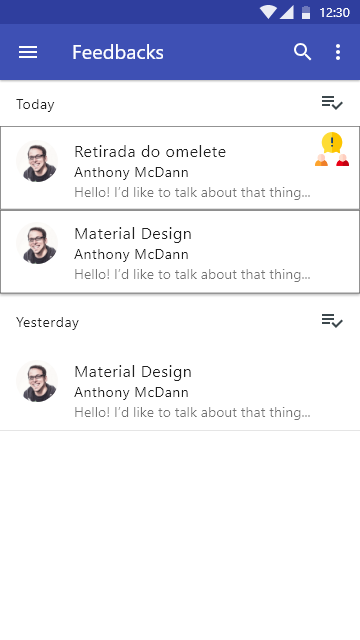 12:30
Feedbacks
Today
Retirada do omelete
Anthony McDann
Hello! I'd like to talk about that thing...
Material Design
Anthony McDann
Hello! I'd like to talk about that thing...
Yesterday
Material Design
Anthony McDann
Hello! I'd like to talk about that thing...